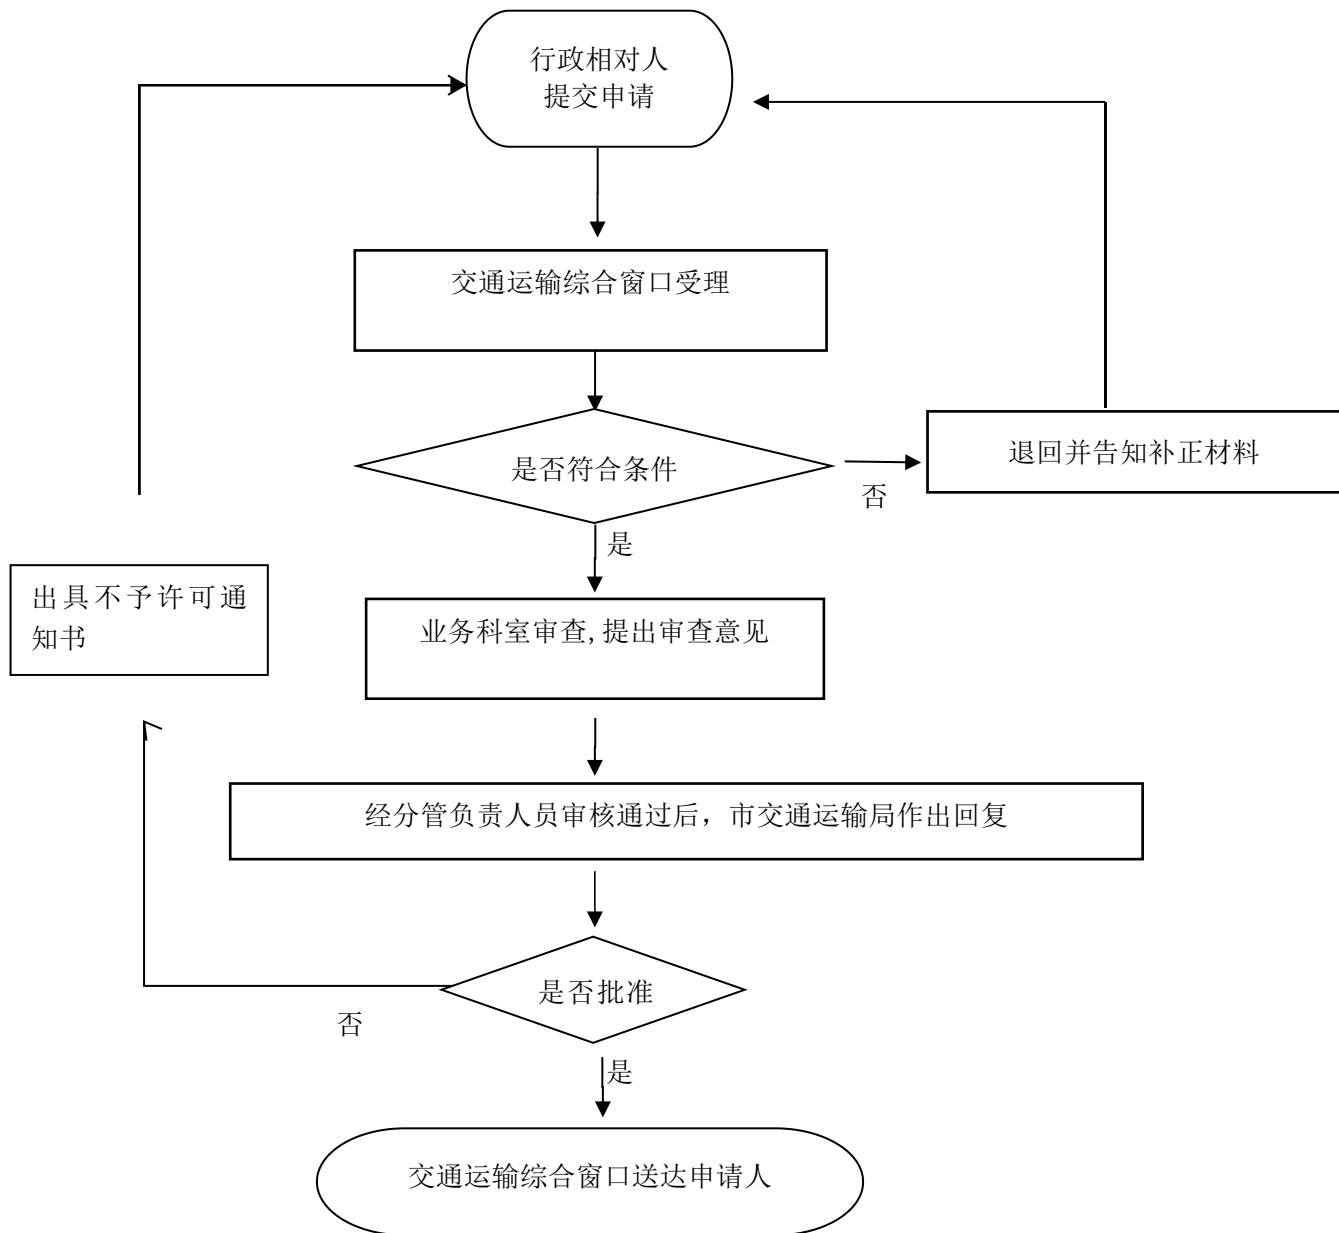 行政相对人
提交申请
交通运输综合窗口受理
是否符合条件
退回并告知补正材料
否
是
出具不予许可通
知书
业务科室审查,提出审查意见
经分管负责人员审核通过后，市交通运输局作出回复
是否批准
否
是
交通运输综合窗口送达申请人